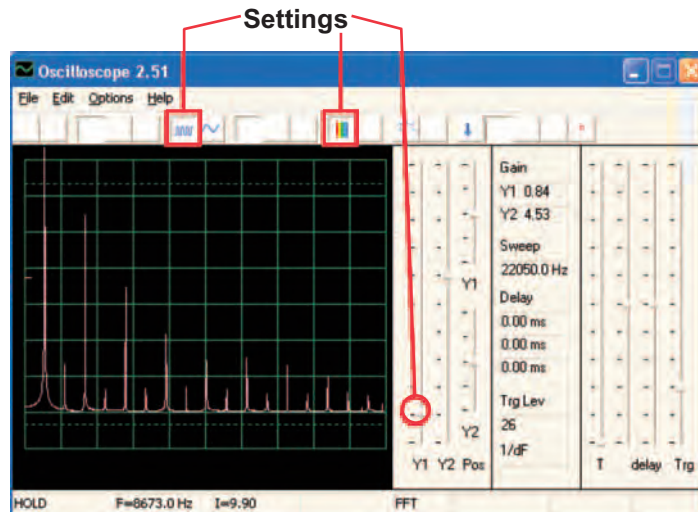 Settings
Oscilloscope 2.51
File Edit Options Help
Gain
Y1 0.84
Y2 4.53
Sweep
22050.0 Hz
Y1
Delay
0.00 ms
0.00 ms
0.00 ms
Trg Lev
26
Y2
1/dF
Y1 Y2 Pos
T delay Trg
HOLD F=8673.0 Hz I=9.90 FFT